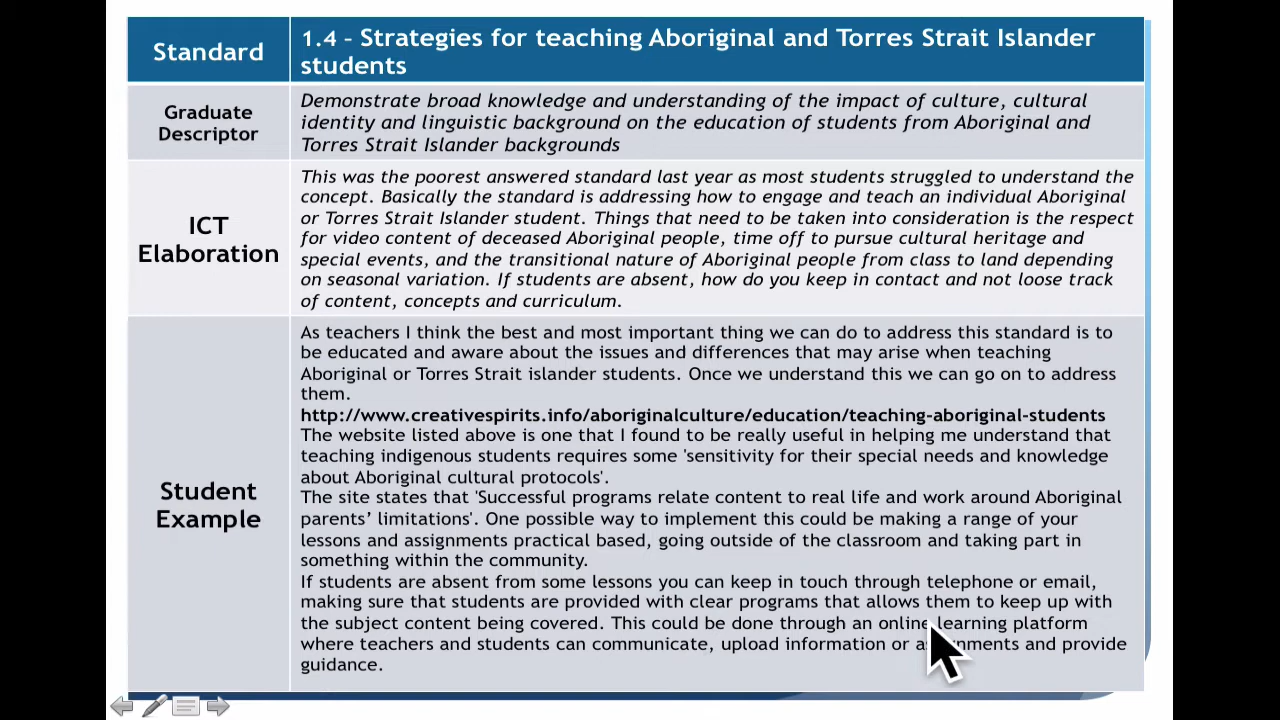 Standard
1.4 – Strategies for teaching Aboriginal and Torres Strait Islander
students
Graduate
Descriptor
Demonstrate broad knowledge and understanding of the impact of culture, cultural
identity and linguistic background on the education of students from Aboriginal and
Torres Strait Islander backgrounds
ICT
Elaboration
This was the poorest answered standard last year as most students struggled to understand the
concept. Basically the standard is addressing how to engage and teach an individual Aboriginal
or Torres Strait Islander student. Things that need to be taken into consideration is the respect
for video content of deceased Aboriginal people, time off to pursue cultural heritage and
special events, and the transitional nature of Aboriginal people from class to land depending
on seasonal variation. If students are absent, how do you keep in contact and not loose track
of content, concepts and curriculum.
Student
Example
As teachers I think the best and most important thing we can do to address this standard is to
be educated and aware about the issues and differences that may arise when teaching
Aboriginal or Torres Strait islander students. Once we understand this we can go on to address
them.
http://www.creativespirits.info/aboriginalculture/education/teaching-aboriginal-students
The website listed above is one that I found to be really useful in helping me understand that
teaching indigenous students requires some 'sensitivity for their special needs and knowledge
about Aboriginal cultural protocols'.
The site states that 'Successful programs relate content to real life and work around Aboriginal
parents’ limitations'. One possible way to implement this could be making a range of your
lessons and assignments practical based, going outside of the classroom and taking part in
something within the community.
If students are absent from some lessons you can keep in touch through telephone or email,
making sure that students are provided with clear programs that allows them to keep up with
the subject content being covered. This could be done through an online learning platform
where teachers and students can communicate, upload information or assignments and provide
guidance.